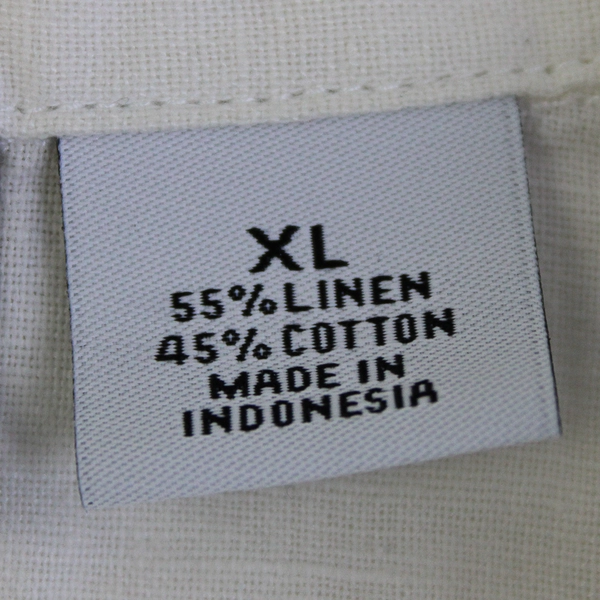 XL
55% LINEN
45% COTTON
MADE IN
INDONESIA